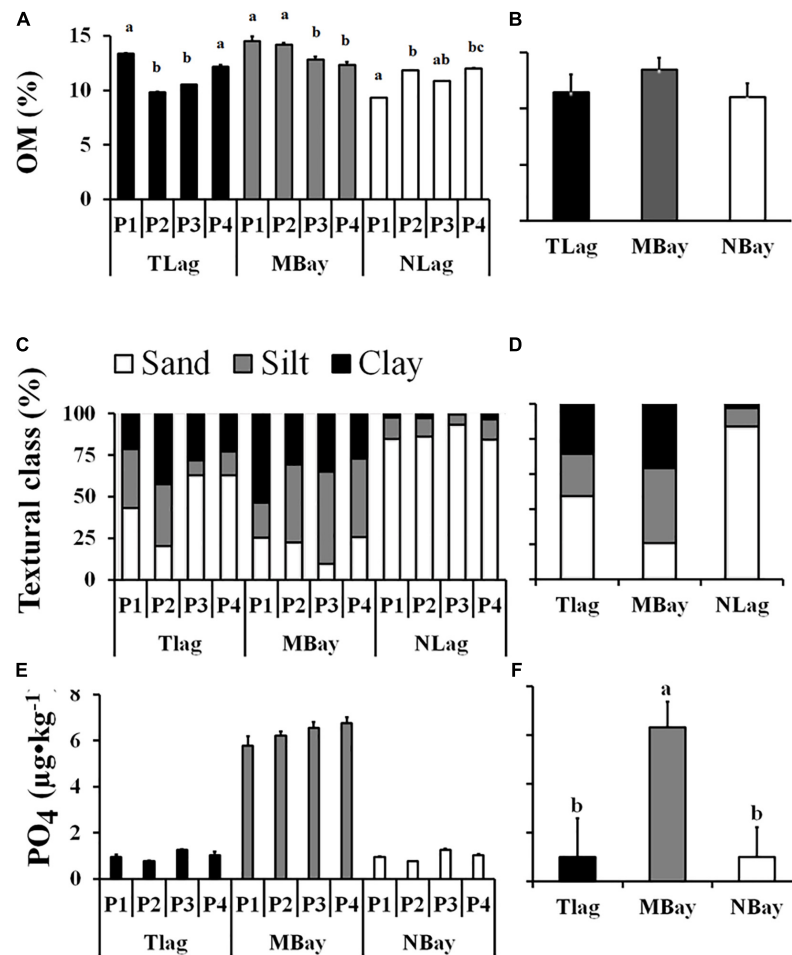 A
B
a b b a a a b b a b ab bc
OM (%)
15
10
5
0
P1 P2 P3 P4 P1 P2 P3 P4 P1 P2 P3 P4
TLag MBay NLag
TLag MBay NBay
C
D
Sand Silt Clay
Textural class (%)
100
75
50
25
0
P1 P2 P3 P4 P1 P2 P3 P4 P1 P2 P3 P4
Tlag MBay NLag
Tlag MBay NLag
E
F
PO4 (µg•kg-1
8
6
4
2
0
P1 P2 P3 P4 P1 P2 P3 P4 P1 P2 P3 P4
Tlag MBay NBay
b a b
Tlag MBay NBay